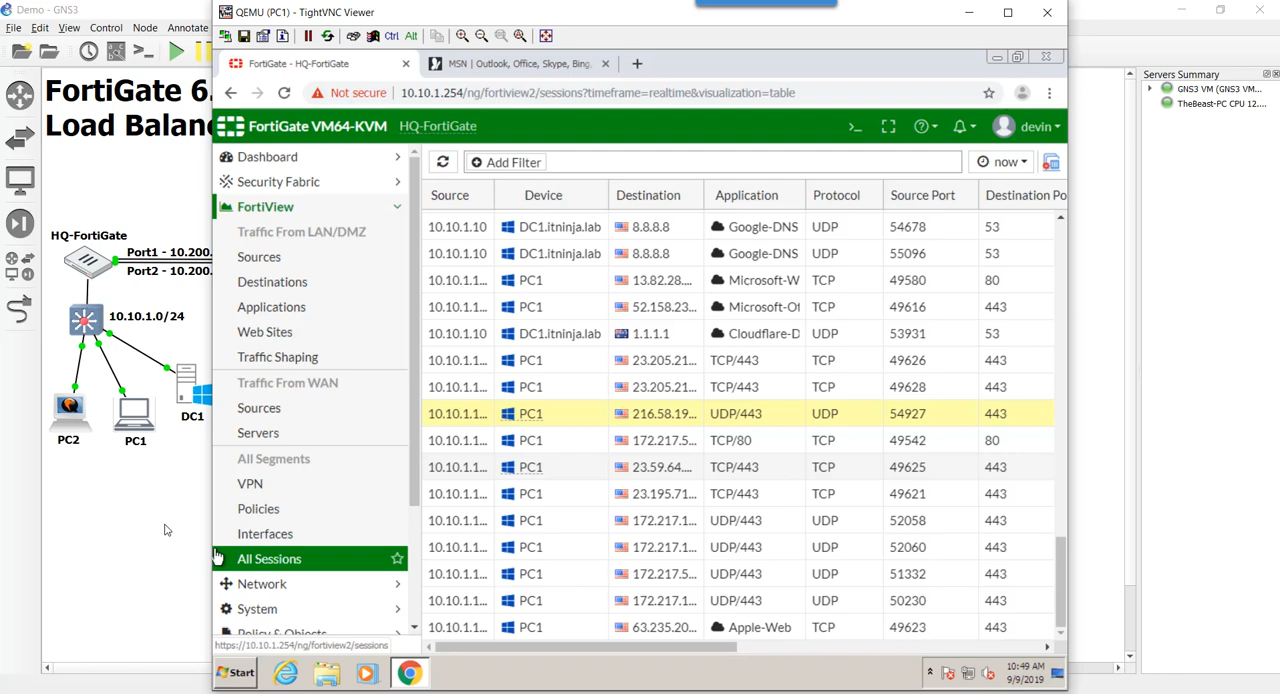 Demo - GNS3
File Edit View Control Node Annotate
FortiGate 6.
Load Balan
HQ-FortiGate
Port1 - 10.200.
Port2 - 10.200.
10.10.1.0/24
DC1
PC2
PC1
QEMU (PC1) - TightVNC Viewer
Ctrl Alt
FortiGate - HQ-FortiGate
MSN | Outlook, Office, Skype, Bing,
Not secure 10.10.1.254/ng/fortiview2/sessions?timeframe=realtime&visualization=table
FortiGate VM64-KVM HQ-FortiGate
devin
Dashboard
Security Fabric
FortiView
Traffic From LAN/DMZ
Sources
Destinations
Applications
Web Sites
Traffic Shaping
Traffic From WAN
Sources
Servers
All Segments
VPN
Policies
Interfaces
All Sessions
Network
System
Policy & Objects
Add Filter
now
Source Device Destination Application Protocol Source Port Destination Po
10.10.1.10 DC1.itninja.lab 8.8.8.8 Google-DNS UDP 54678 53
10.10.1.10 DC1.itninja.lab 8.8.8.8 Google-DNS UDP 55096 53
10.10.1.1... PC1 13.82.28.... Microsoft-W TCP 49580 80
10.10.1.1... PC1 52.158.23... Microsoft-Of TCP 49616 443
10.10.1.10 DC1.itninja.lab 1.1.1.1 Cloudflare-D UDP 53931 53
10.10.1.1... PC1 23.205.21... TCP/443 TCP 49626 443
10.10.1.1... PC1 23.205.21... TCP/443 TCP 49628 443
10.10.1.1... PC1 216.58.19... UDP/443 UDP 54927 443
10.10.1.1... PC1 172.217.5... TCP/80 TCP 49542 80
10.10.1.1... PC1 23.59.64.... TCP/443 TCP 49625 443
10.10.1.1... PC1 23.195.71... TCP/443 TCP 49621 443
10.10.1.1... PC1 172.217.1... UDP/443 UDP 52058 443
10.10.1.1... PC1 172.217.1... UDP/443 UDP 52060 443
10.10.1.1... PC1 172.217.5... UDP/443 UDP 51332 443
10.10.1.1... PC1 172.217.1... UDP/443 UDP 50230 443
10.10.1.1... PC1 63.235.20... Apple-Web TCP 49623 443
https://10.10.1.254/ng/fortiview2/sessions
Start
10:49 AM
9/9/2019
Servers Summary
GNS3 VM (GNS3 VM...
TheBeast-PC CPU 12....